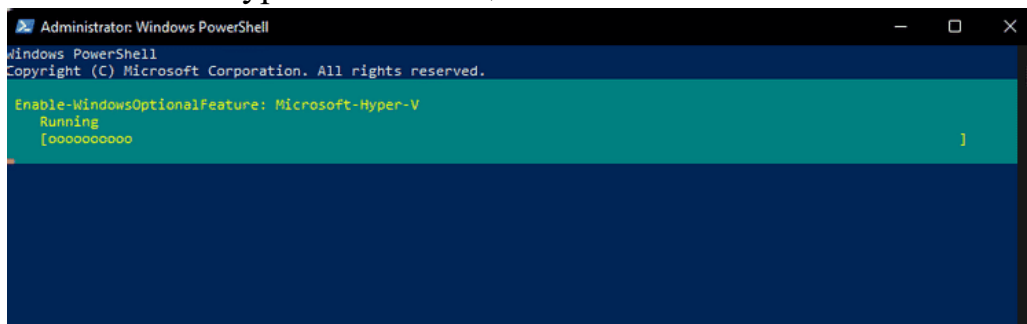 Administrator: Windows PowerShell
Windows PowerShell
Copyright (C) Microsoft Corporation. All rights reserved.
Enable-WindowsOptionalFeature: Microsoft-Hyper-V
Running
[oooooooooo ]